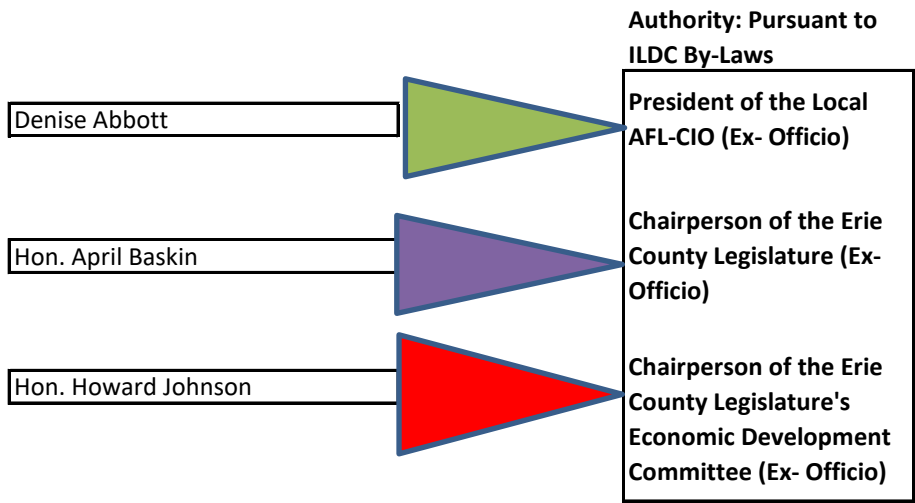 Authority: Pursuant to
ILDC By-Laws
Denise Abbott
President of the Local
AFL-CIO (Ex- Officio)
Hon. April Baskin
Chairperson of the Erie
County Legislature (Ex-
Officio)
Hon. Howard Johnson
Chairperson of the Erie
County Legislature's
Economic Development
Committee (Ex- Officio)